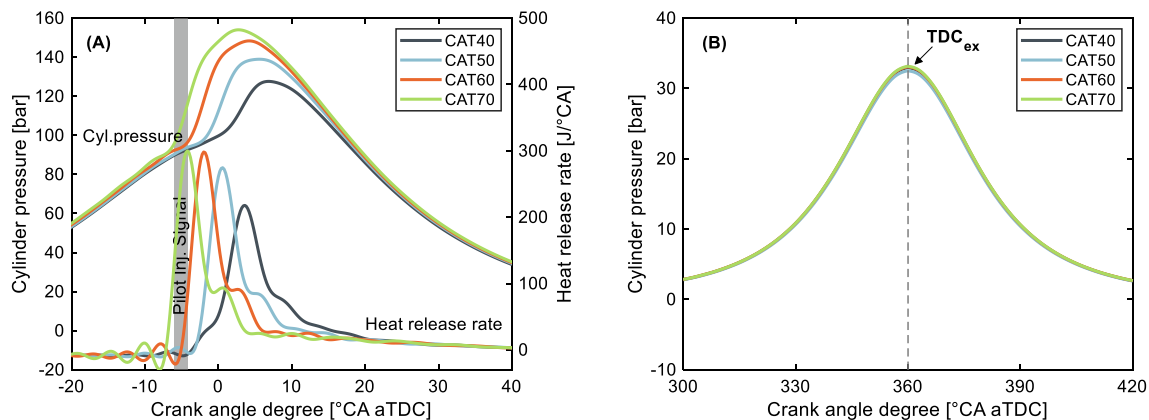 (A)
CAT40
CAT50
CAT60
CAT70
Cyl.pressure
Pilot Inj. Signal
Heat release rate
160
140
120
100
80
60
40
20
0
-20
Cylinder pressure [bar]
500
400
300
200
100
0
Heat release rate [J/°CA]
-20
-10
0
10
20
30
40
Crank angle degree [°CA aTDC]
(B)
TDCex
CAT40
CAT50
CAT60
CAT70
40
30
20
10
0
-10
Cylinder pressure [bar]
300
330
360
390
420
Crank angle degree [°CA aTDC]